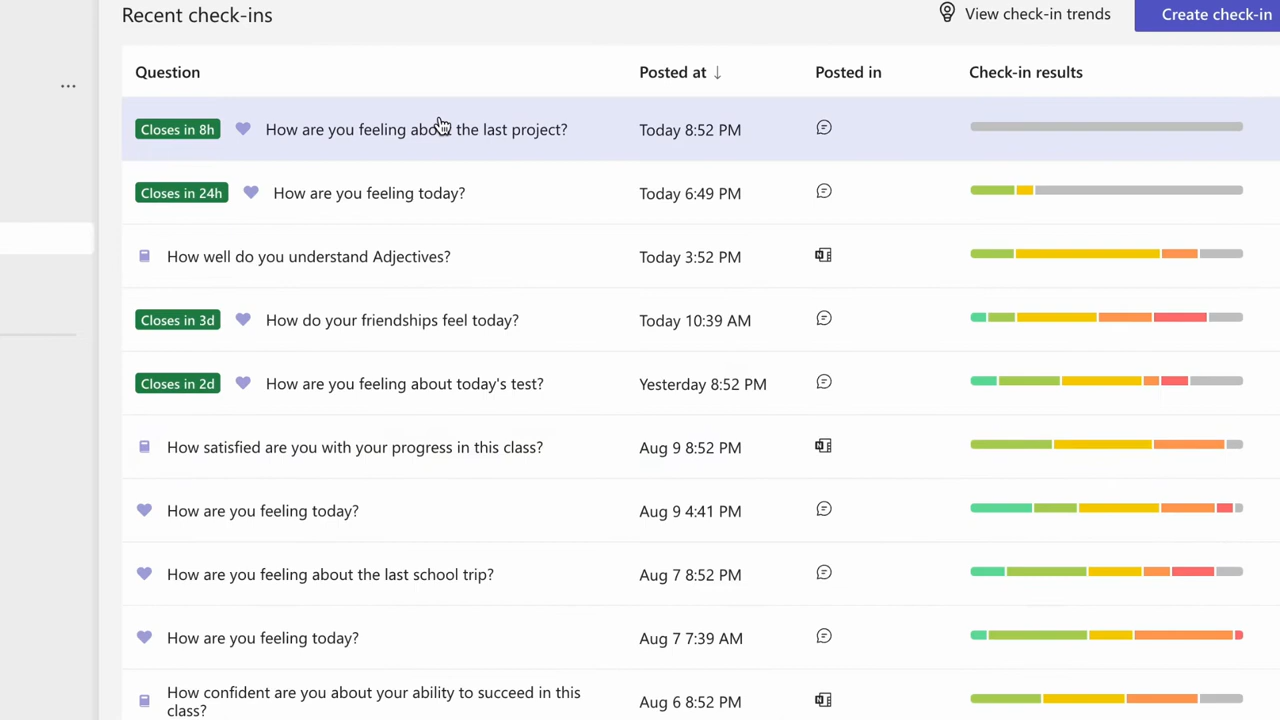 Recent check-ins
View check-in trends
Create check-in
Question
Posted at ↓
Posted in
Check-in results
Closes in 8h
How are you feeling about the last project?
Today 8:52 PM
Closes in 24h
How are you feeling today?
Today 6:49 PM
How well do you understand Adjectives?
Today 3:52 PM
Closes in 3d
How do your friendships feel today?
Today 10:39 AM
Closes in 2d
How are you feeling about today's test?
Yesterday 8:52 PM
How satisfied are you with your progress in this class?
Aug 9 8:52 PM
How are you feeling today?
Aug 9 4:41 PM
How are you feeling about the last school trip?
Aug 7 8:52 PM
How are you feeling today?
Aug 7 7:39 AM
How confident are you about your ability to succeed in this
class?
Aug 6 8:52 PM